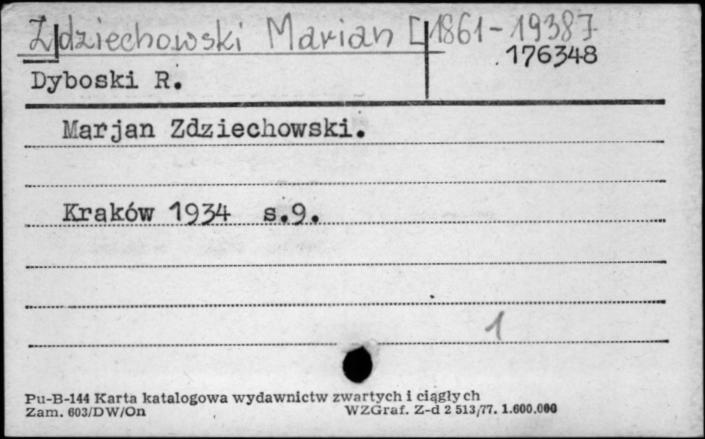 Zdziechowski Marian [1861-1938]
176348
Dyboski R.
Marjan Zdziechowski.
Kraków 1934 s.9.
1
Pu-B-144 Karta katalogowa wydawnictw zwartych i ciągłych
Zam. 603/DW/On WZGraf. Z-d 2 513/77. 1.600.000